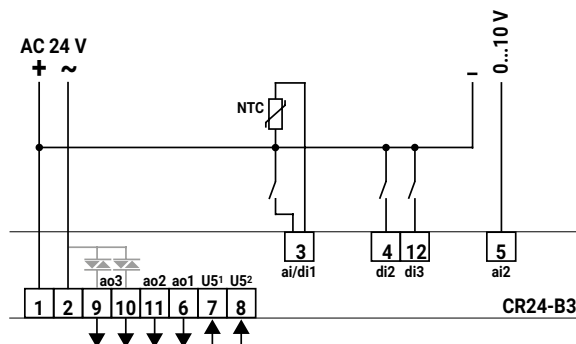 AC 24 V
+ ~
– 0...10 V
NTC
3 4 12 5
ai/di1 di2 di3 ai2
ao3 ao2 ao1 U5¹ U5²
1 2 9 10 11 6 7 8
CR24-B3